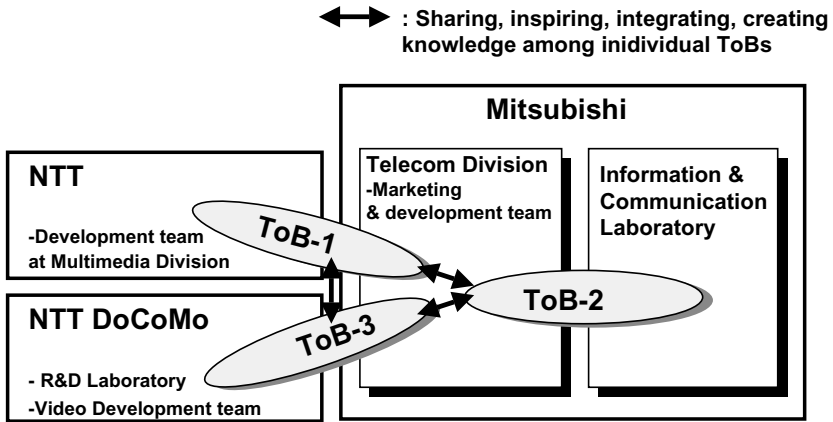 : Sharing, inspiring, integrating, creating
knowledge among inidividual ToBs
Mitsubishi
NTT
-Development team
at Multimedia Division
Telecom Division
-Marketing
& development team
Information &
Communication
Laboratory
ToB-1
ToB-2
ToB-3
NTT DoCoMo
- R&D Laboratory
-Video Development team